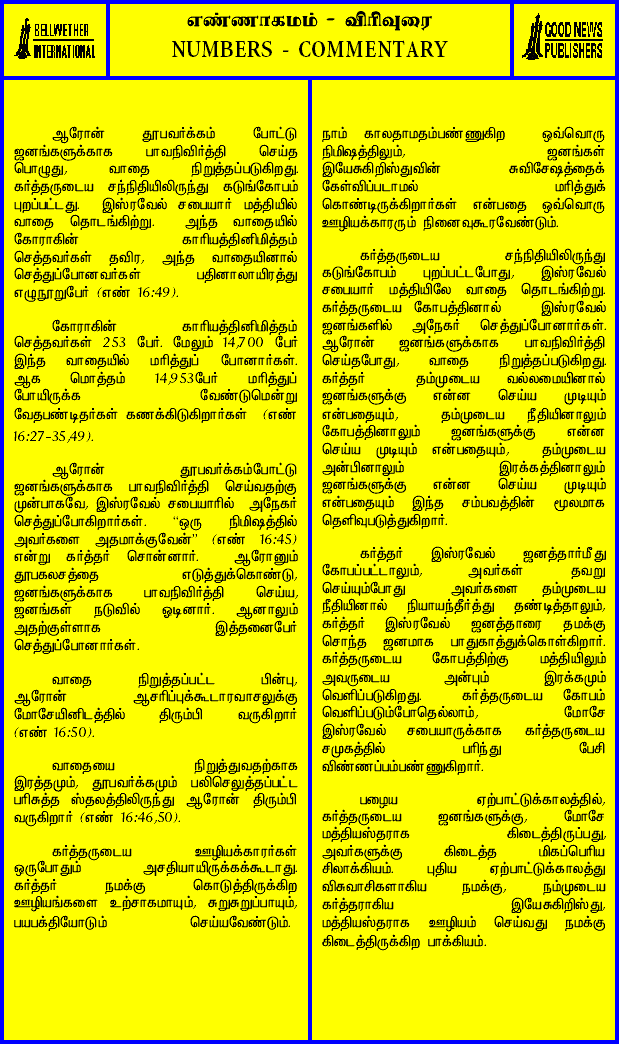 BELLWETHER
INTERNATIONAL
எண்ணாகமம் - விரிவுரை
NUMBERS - COMMENTARY
GOOD NEWS
PUBLISHERS
ஆரோன் தூபவர்க்கம் போட்டு
ஜனங்களுக்காக பாவநிவிர்த்தி செய்த
பொழுது, வாதை நிறுத்தப்படுகிறது.
கர்த்தருடைய சந்நிதியிலிருந்து கடுங்கோபம்
புறப்பட்டது. இஸ்ரவேல் சபையார் மத்தியில்
வாதை தொடங்கிற்று. அந்த வாதையில்
கோராகின் காரியத்தினிமித்தம்
செத்தவர்கள் தவிர, அந்த வாதையினால்
செத்துப்போனவர்கள் பதினாலாயிரத்து
எழுநூறுபேர் (எண் 16:49).
கோராகின் காரியத்தினிமித்தம்
செத்தவர்கள் 253 பேர். மேலும் 14,700 பேர்
இந்த வாதையில் மரித்துப் போனார்கள்.
ஆக மொத்தம் 14,953பேர் மரித்துப்
போயிருக்க வேண்டுமென்று
வேதபண்டிதர்கள் கணக்கிடுகிறார்கள் (எண்
16:27-35,49).
ஆரோன் தூபவர்க்கம்போட்டு
ஜனங்களுக்காக பாவநிவிர்த்தி செய்வதற்கு
முன்பாகவே, இஸ்ரவேல் சபையாரில் அநேகர்
செத்துப்போகிறார்கள். “ஒரு நிமிஷத்தில்
அவர்களை அதமாக்குவேன்” (எண் 16:45)
என்று கர்த்தர் சொன்னார். ஆரோனும்
தூபகலசத்தை எடுத்துக்கொண்டு,
ஜனங்களுக்காக பாவநிவிர்த்தி செய்ய,
ஜனங்கள் நடுவில் ஓடினார். ஆனாலும்
அதற்குள்ளாக இத்தனைபேர்
செத்துப்போனார்கள்.
வாதை நிறுத்தப்பட்ட பின்பு,
ஆரோன் ஆசரிப்புக்கூடாரவாசலுக்கு
மோசேயினிடத்தில் திரும்பி வருகிறார்
(எண் 16:50).
வாதையை நிறுத்துவதற்காக
இரத்தமும், தூபவர்க்கமும் பலிசெலுத்தப்பட்ட
பரிசுத்த ஸ்தலத்திலிருந்து ஆரோன் திரும்பி
வருகிறார் (எண் 16:46,50).
கர்த்தருடைய ஊழியக்காரர்கள்
ஒருபோதும் அசதியாயிருக்கக்கூடாது.
கர்த்தர் நமக்கு கொடுத்திருக்கிற
ஊழியங்களை உற்சாகமாயும், சுறுசுறுப்பாயும்,
பயபக்தியோடும் செய்யவேண்டும்.
நாம் காலதாமதம்பண்ணுகிற ஒவ்வொரு
நிமிஷத்திலும், ஜனங்கள்
இயேசுகிறிஸ்துவின் சுவிசேஷத்தைக்
கேள்விப்படாமல் மரித்துக்
கொண்டிருக்கிறார்கள் என்பதை ஒவ்வொரு
ஊழியக்காரரும் நினைவுகூரவேண்டும்.
கர்த்தருடைய சந்நிதியிலிருந்து
கடுங்கோபம் புறப்பட்டபோது, இஸ்ரவேல்
சபையார் மத்தியிலே வாதை தொடங்கிற்று.
கர்த்தருடைய கோபத்தினால் இஸ்ரவேல்
ஜனங்களில் அநேகர் செத்துப்போனார்கள்.
ஆரோன் ஜனங்களுக்காக பாவநிவிர்த்தி
செய்தபோது, வாதை நிறுத்தப்படுகிறது.
கர்த்தர் தம்முடைய வல்லமையினால்
ஜனங்களுக்கு என்ன செய்ய முடியும்
என்பதையும், தம்முடைய நீதியினாலும்
கோபத்தினாலும் ஜனங்களுக்கு என்ன
செய்ய முடியும் என்பதையும், தம்முடைய
அன்பினாலும் இரக்கத்தினாலும்
ஜனங்களுக்கு என்ன செய்ய முடியும்
என்பதையும் இந்த சம்பவத்தின் மூலமாக
தெளிவுபடுத்துகிறார்.
கர்த்தர் இஸ்ரவேல் ஜனத்தார்மீது
கோபப்பட்டாலும், அவர்கள் தவறு
செய்யும்போது அவர்களை தம்முடைய
நீதியினால் நியாயந்தீர்த்து தண்டித்தாலும்,
கர்த்தர் இஸ்ரவேல் ஜனத்தாரை தமக்கு
சொந்த ஜனமாக பாதுகாத்துக்கொள்கிறார்.
கர்த்தருடைய கோபத்திற்கு மத்தியிலும்
அவருடைய அன்பும் இரக்கமும்
வெளிப்படுகிறது. கர்த்தருடைய கோபம்
வெளிப்படும்போதெல்லாம், மோசே
இஸ்ரவேல் சபையாருக்காக கர்த்தருடைய
சமுகத்தில் பரிந்து பேசி
விண்ணப்பம்பண்ணுகிறார்.
பழைய ஏற்பாட்டுக்காலத்தில்,
கர்த்தருடைய ஜனங்களுக்கு, மோசே
மத்தியஸ்தராக கிடைத்திருப்பது,
அவர்களுக்கு கிடைத்த மிகப்பெரிய
சிலாக்கியம். புதிய ஏற்பாட்டுக்காலத்து
விசுவாசிகளாகிய நமக்கு, நம்முடைய
கர்த்தராகிய இயேசுகிறிஸ்து,
மத்தியஸ்தராக ஊழியம் செய்வது நமக்கு
கிடைத்திருக்கிற பாக்கியம்.